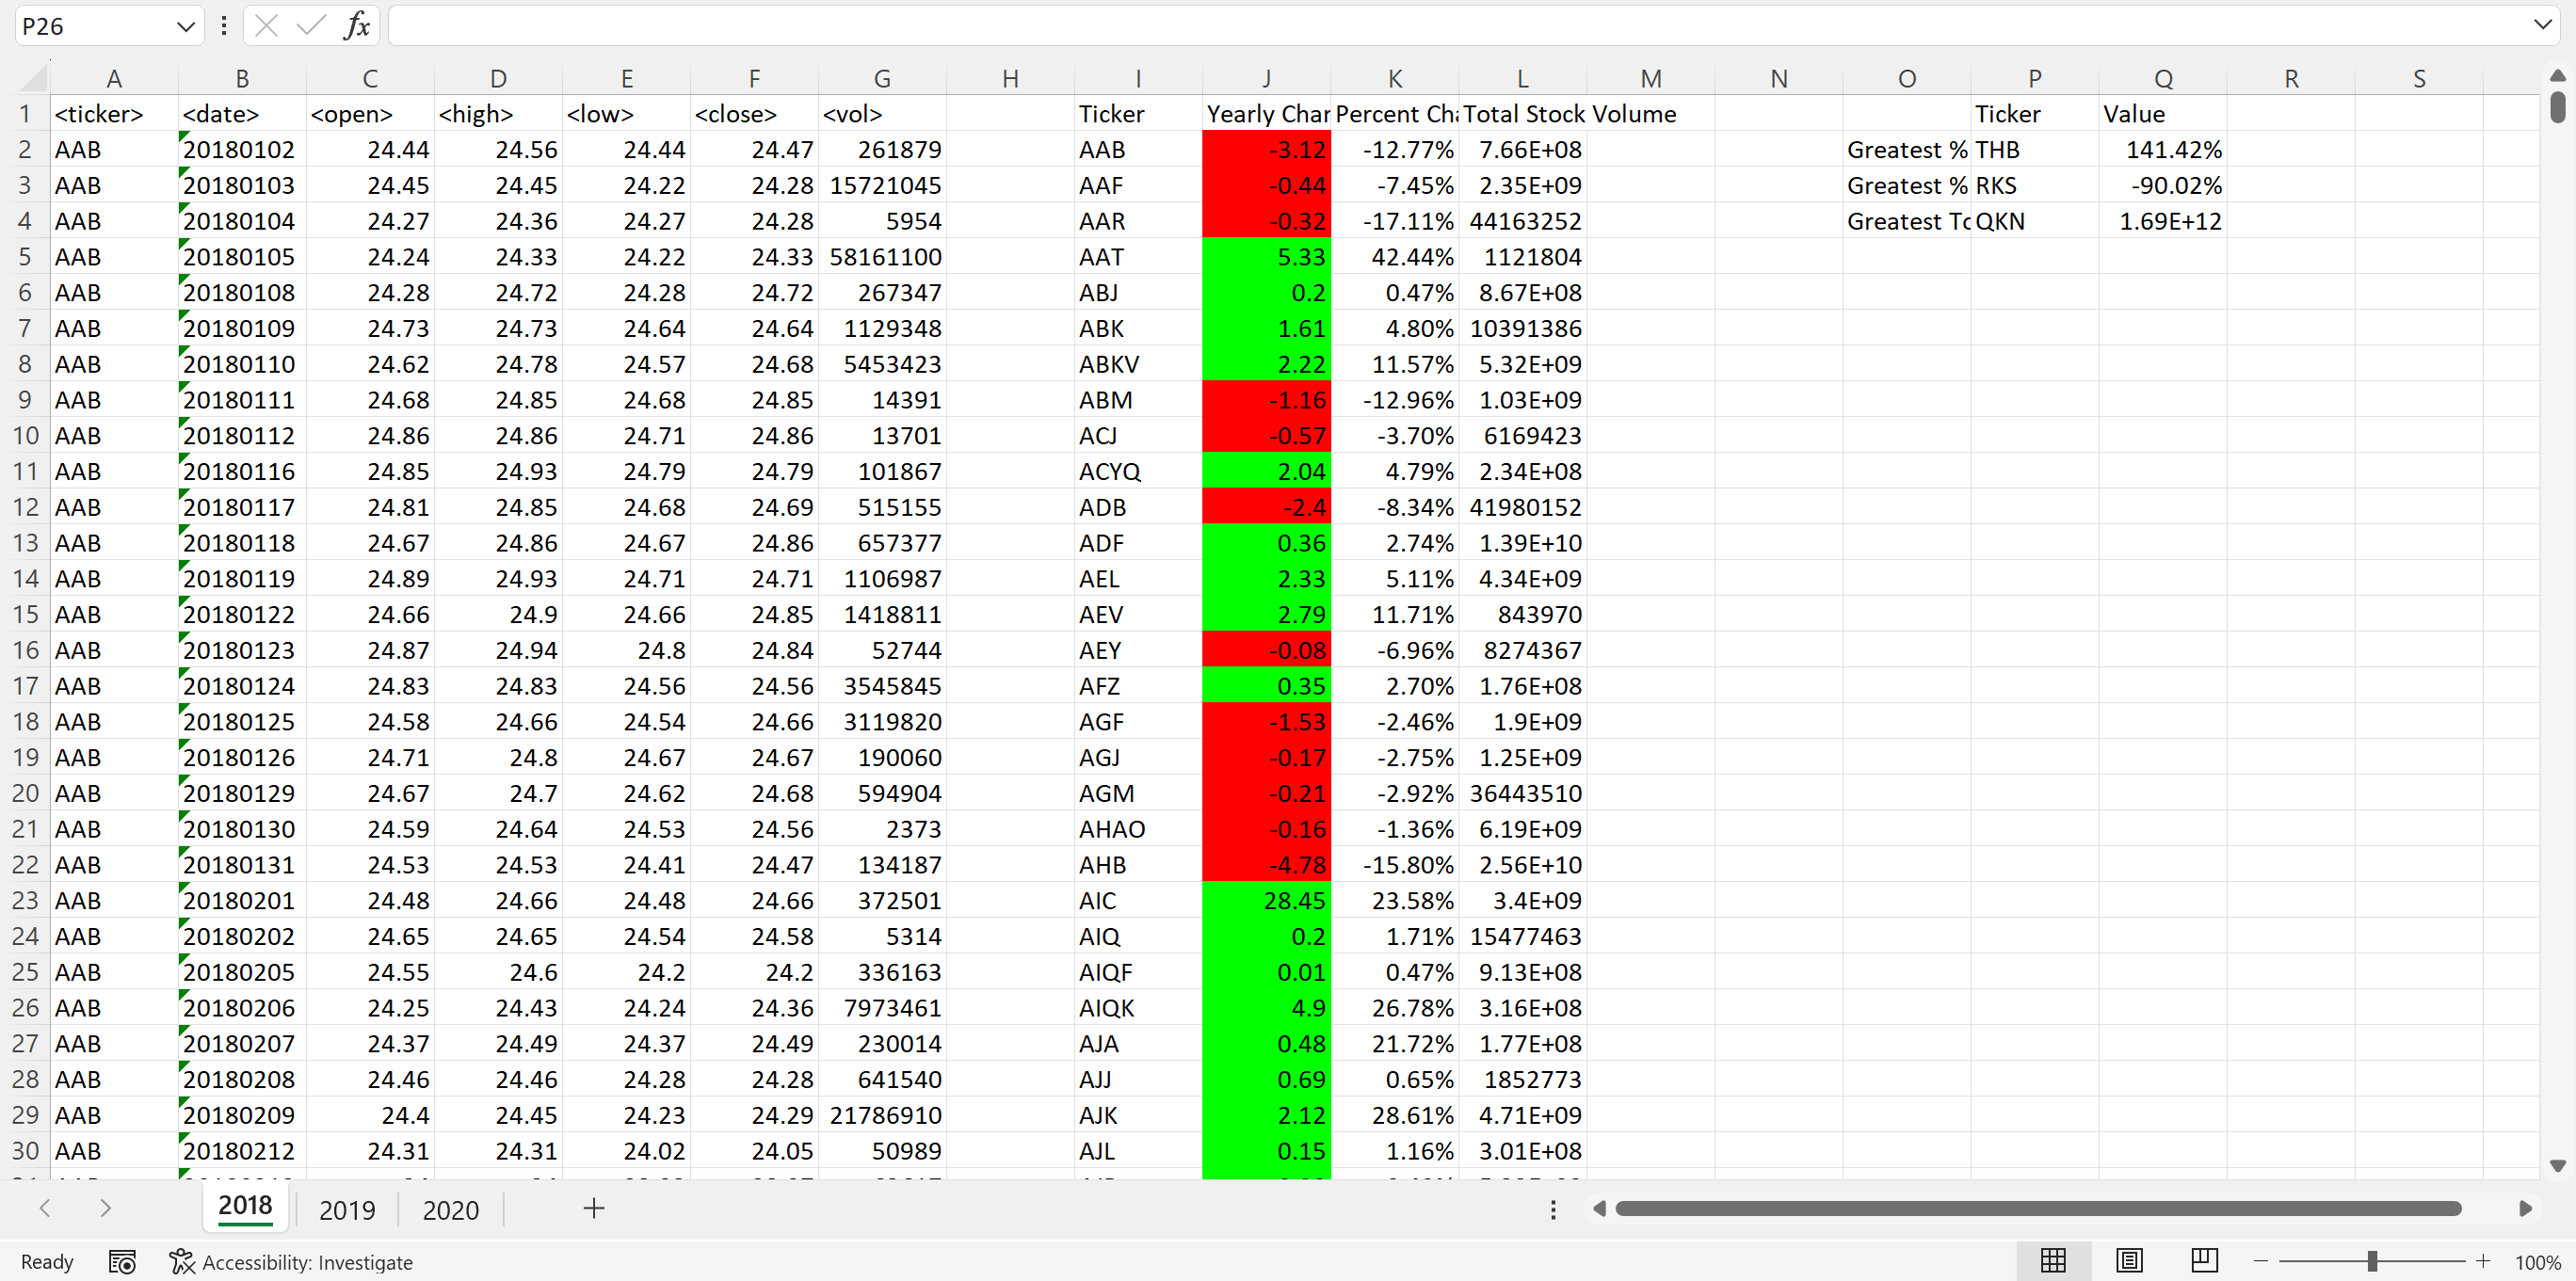 P26 fx
A B C D E F G H I J K L M N O P Q R S
1 <ticker> <date> <open> <high> <low> <close> <vol> Ticker Yearly Char Percent Cha Total Stock Volume Ticker Value
2 AAB 20180102 24.44 24.56 24.44 24.47 261879 AAB -3.12 -12.77% 7.66E+08 Greatest % THB 141.42%
3 AAB 20180103 24.45 24.45 24.22 24.28 15721045 AAF -0.44 -7.45% 2.35E+09 Greatest % RKS -90.02%
4 AAB 20180104 24.27 24.36 24.27 24.28 5954 AAR -0.32 -17.11% 44163252 Greatest To QKN 1.69E+12
5 AAB 20180105 24.24 24.33 24.22 24.33 58161100 AAT 5.33 42.44% 1121804
6 AAB 20180108 24.28 24.72 24.28 24.72 267347 ABJ 0.2 0.47% 8.67E+08
7 AAB 20180109 24.73 24.73 24.64 24.64 1129348 ABK 1.61 4.80% 10391386
8 AAB 20180110 24.62 24.78 24.57 24.68 5453423 ABKV 2.22 11.57% 5.32E+09
9 AAB 20180111 24.68 24.85 24.68 24.85 14391 ABM -1.16 -12.96% 1.03E+09
10 AAB 20180112 24.86 24.86 24.71 24.86 13701 ACJ -0.57 -3.70% 6169423
11 AAB 20180116 24.85 24.93 24.79 24.79 101867 ACYQ 2.04 4.79% 2.34E+08
12 AAB 20180117 24.81 24.85 24.68 24.69 515155 ADB -2.4 -8.34% 41980152
13 AAB 20180118 24.67 24.86 24.67 24.86 657377 ADF 0.36 2.74% 1.39E+10
14 AAB 20180119 24.89 24.93 24.71 24.71 1106987 AEL 2.33 5.11% 4.34E+09
15 AAB 20180122 24.66 24.9 24.66 24.85 1418811 AEV 2.79 11.71% 843970
16 AAB 20180123 24.87 24.94 24.8 24.84 52744 AEY -0.08 -6.96% 8274367
17 AAB 20180124 24.83 24.83 24.56 24.56 3545845 AFZ 0.35 2.70% 1.76E+08
18 AAB 20180125 24.58 24.66 24.54 24.66 3119820 AGF -1.53 -2.46% 1.9E+09
19 AAB 20180126 24.71 24.8 24.67 24.67 190060 AGJ -0.17 -2.75% 1.25E+09
20 AAB 20180129 24.67 24.7 24.62 24.68 594904 AGM -0.21 -2.92% 36443510
21 AAB 20180130 24.59 24.64 24.53 24.56 2373 AHAO -0.16 -1.36% 6.19E+09
22 AAB 20180131 24.53 24.53 24.41 24.47 134187 AHB -4.78 -15.80% 2.56E+10
23 AAB 20180201 24.48 24.66 24.48 24.66 372501 AIC 28.45 23.58% 3.4E+09
24 AAB 20180202 24.65 24.65 24.54 24.58 5314 AIQ 0.2 1.71% 15477463
25 AAB 20180205 24.55 24.6 24.2 24.2 336163 AIQF 0.01 0.47% 9.13E+08
26 AAB 20180206 24.25 24.43 24.24 24.36 7973461 AIQK 4.9 26.78% 3.16E+08
27 AAB 20180207 24.37 24.49 24.37 24.49 230014 AJA 0.48 21.72% 1.77E+08
28 AAB 20180208 24.46 24.46 24.28 24.28 641540 AJJ 0.69 0.65% 1852773
29 AAB 20180209 24.4 24.45 24.23 24.29 21786910 AJK 2.12 28.61% 4.71E+09
30 AAB 20180212 24.31 24.31 24.02 24.05 50989 AJL 0.15 1.16% 3.01E+08
2018 2019 2020
Ready Accessibility: Investigate 100%